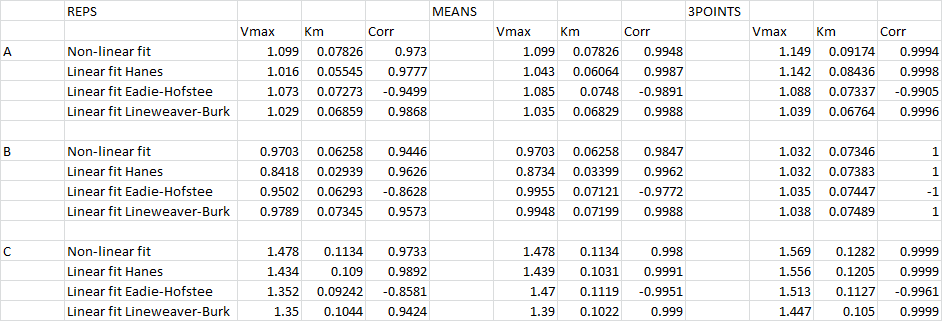 REPS MEANS 3POINTS
Vmax Km Corr Vmax Km Corr Vmax Km Corr
A Non-linear fit 1.099 0.07826 0.973 1.099 0.07826 0.9948 1.149 0.09174 0.9994
Linear fit Hanes 1.016 0.05545 0.9777 1.043 0.06064 0.9987 1.142 0.08436 0.9998
Linear fit Eadie-Hofstee 1.073 0.07273 -0.9499 1.085 0.0748 -0.9891 1.088 0.07337 -0.9905
Linear fit Lineweaver-Burk 1.029 0.06859 0.9868 1.035 0.06829 0.9988 1.039 0.06764 0.9996
B Non-linear fit 0.9703 0.06258 0.9446 0.9703 0.06258 0.9847 1.032 0.07346 1
Linear fit Hanes 0.8418 0.02939 0.9626 0.8734 0.03399 0.9962 1.032 0.07383 1
Linear fit Eadie-Hofstee 0.9502 0.06293 -0.8628 0.9955 0.07121 -0.9772 1.035 0.07447 -1
Linear fit Lineweaver-Burk 0.9789 0.07345 0.9573 0.9948 0.07199 0.9988 1.038 0.07489 1
C Non-linear fit 1.478 0.1134 0.9733 1.478 0.1134 0.998 1.569 0.1282 0.9999
Linear fit Hanes 1.434 0.109 0.9892 1.439 0.1031 0.9991 1.556 0.1205 0.9999
Linear fit Eadie-Hofstee 1.352 0.09242 -0.8581 1.47 0.1119 -0.9951 1.513 0.1127 -0.9961
Linear fit Lineweaver-Burk 1.35 0.1044 0.9424 1.39 0.1022 0.999 1.447 0.105 0.9999